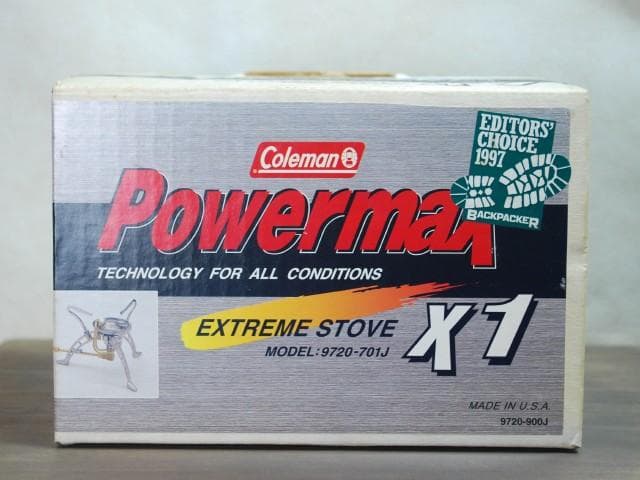 Coleman
Powermax
TECHNOLOGY FOR ALL CONDITIONS
EDITORS'
CHOICE
1997
BACKPACKER
EXTREME STOVE X1
MODEL:9720-701J
MADE IN U.S.A.
9720-900J